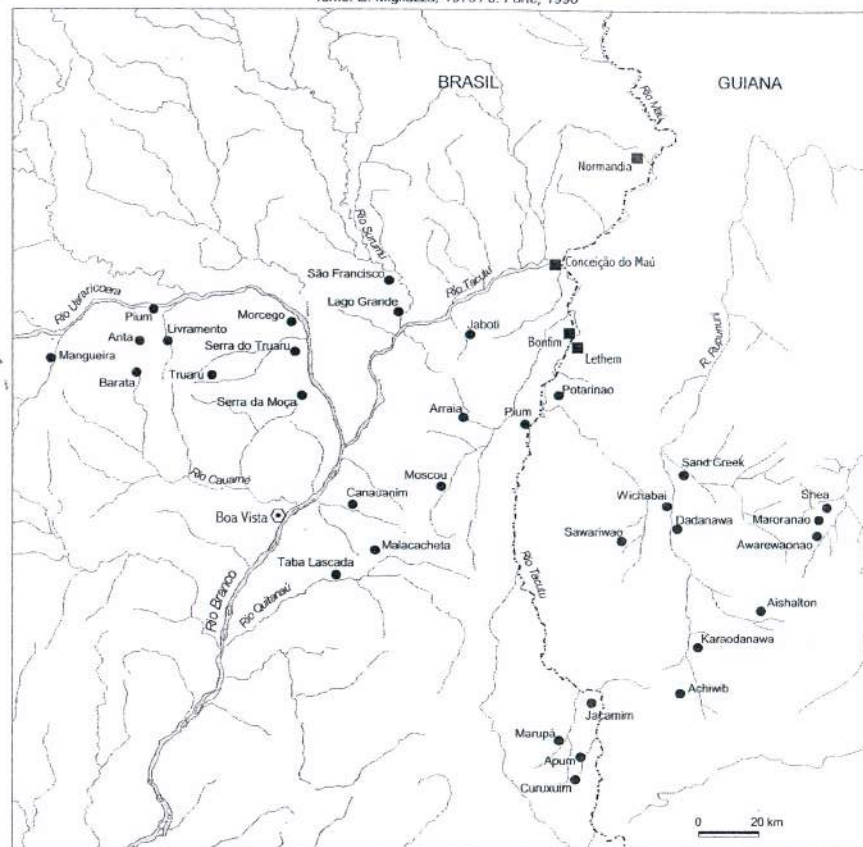 BRASIL
GUIANA
Rio Maú
Normandia
Rio Surumu
Conceição do Maú
São Francisco
Rio Tacutu
Rio Uraricoera
Lago Grande
Pium
Morcego
R. Rupununi
Anta
Livramento
Jaboti
Bonfim
Serra do Truaru
Lethem
Mangueira
Barata
Truarú
Potarinao
Serra da Moça
Arraia
Pium
Rio Cauamé
Sand Greek
Moscou
Canauanim
Wichabai
Shea
Boa Vista
Dadanawa
Maroranao
Sawariwao
Awarewaonao
Malacacheta
Taba Lascada
Rio Tacutu
Rio Branco
Rio Quitanaú
Aishalton
Karaodanawa
Achiwib
Jacamim
Marupá
Apum
Curuxuim
0 20 km